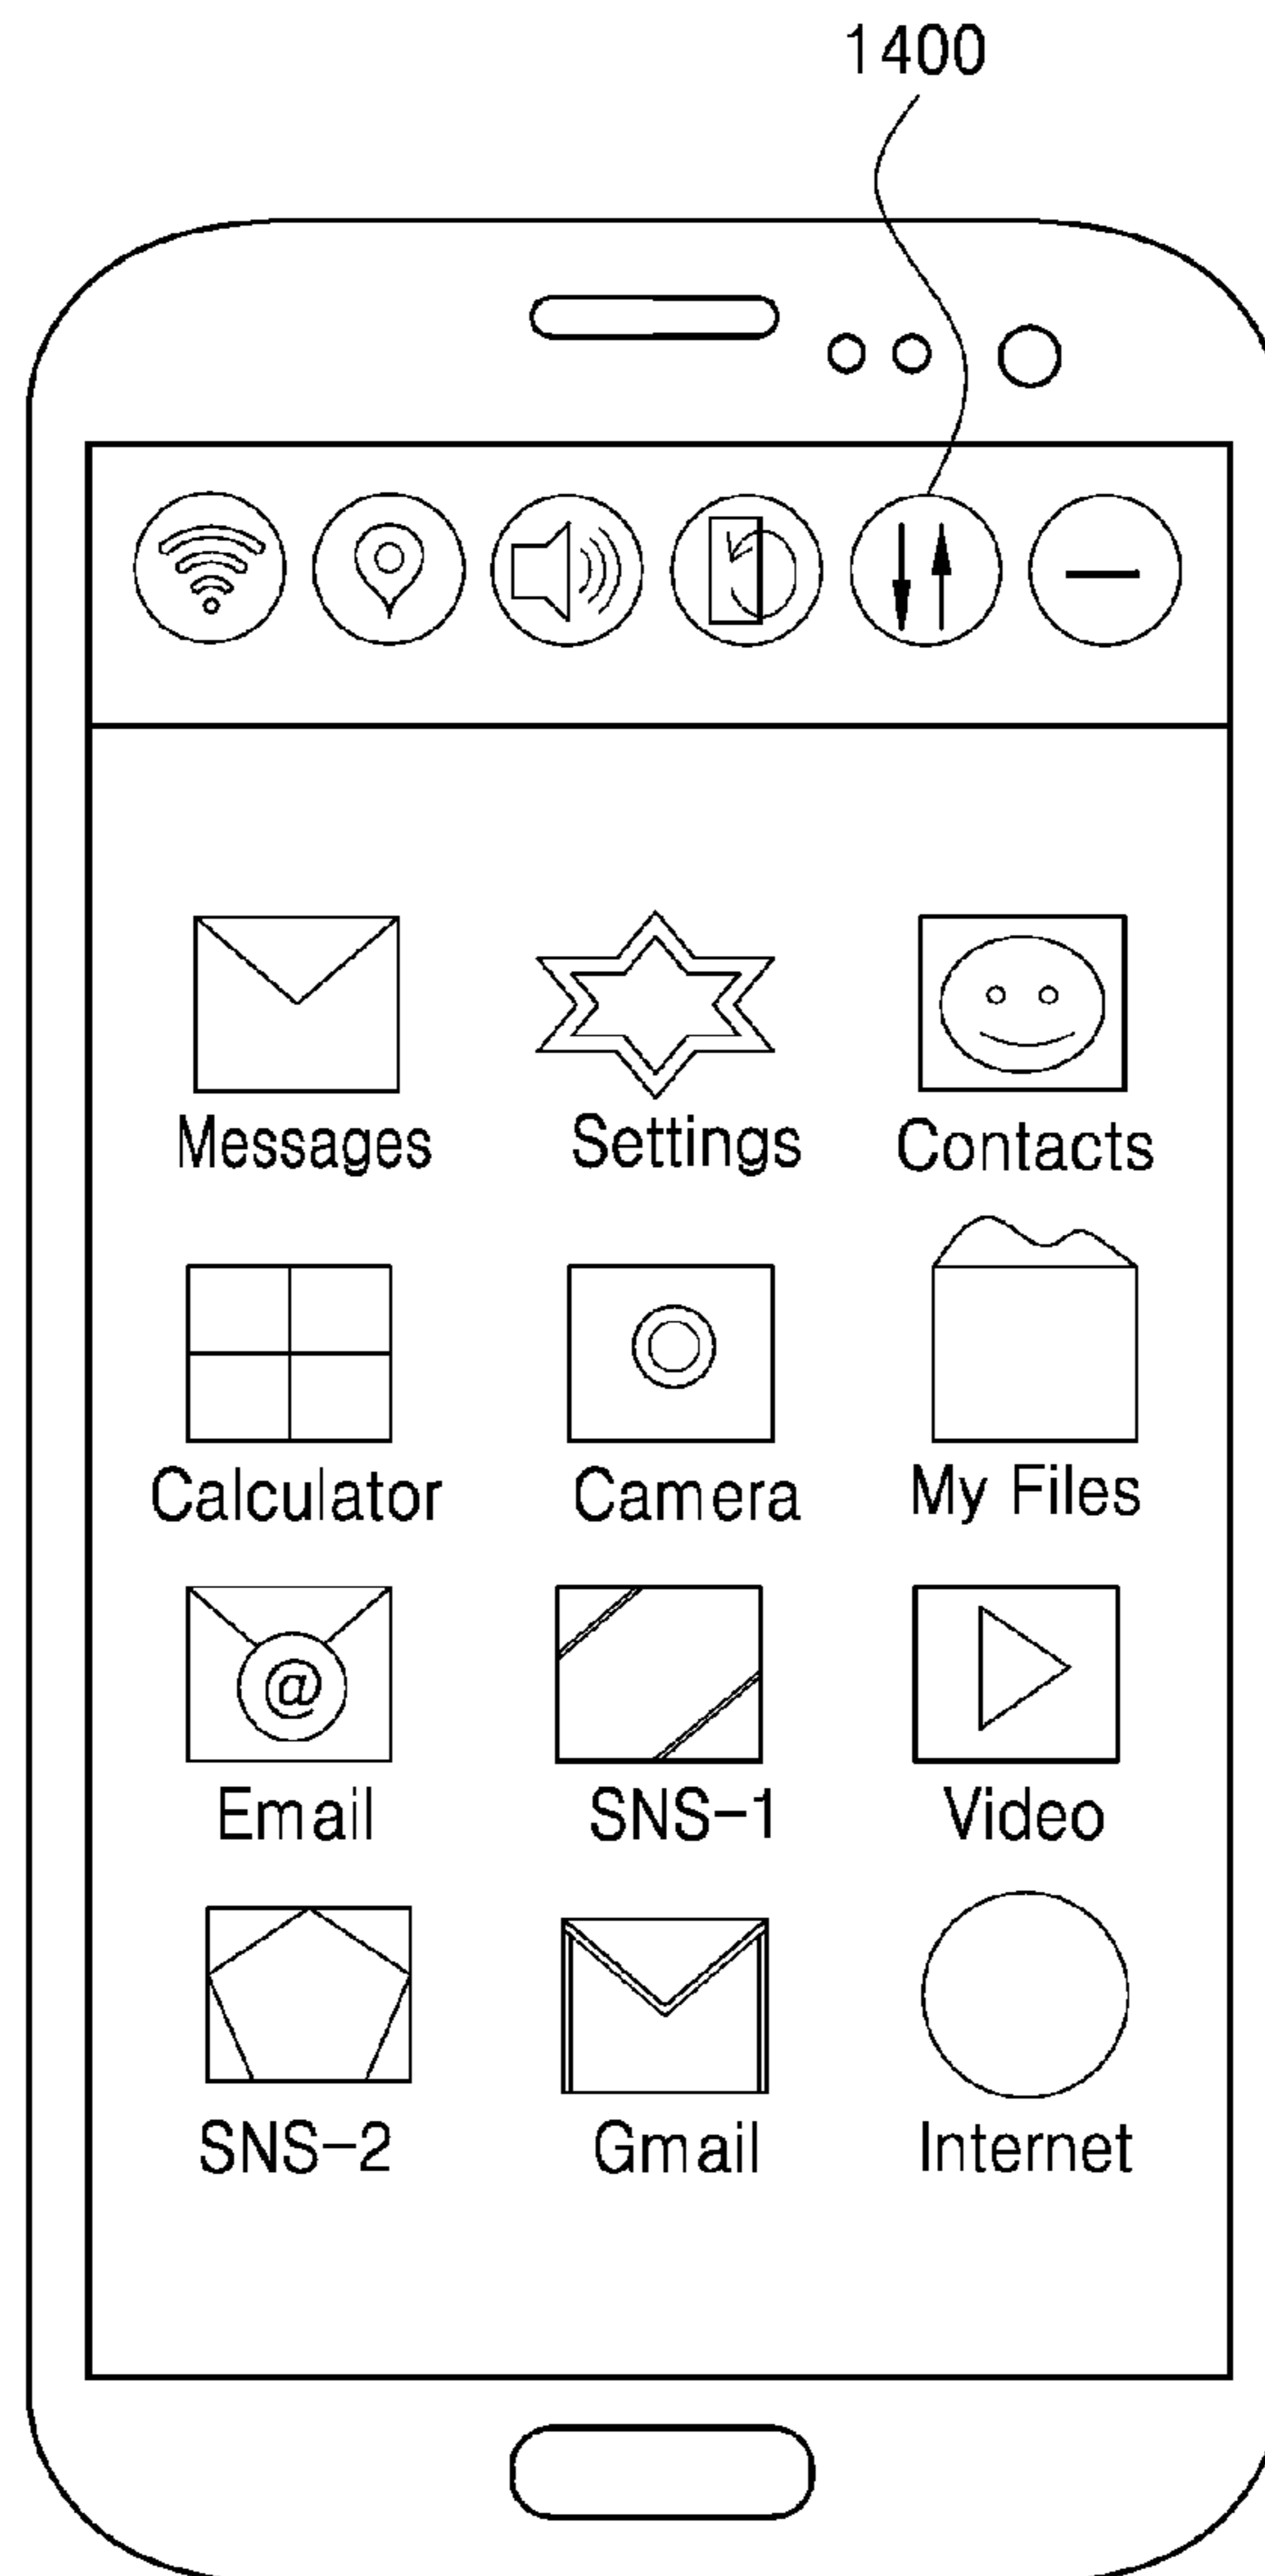 1400
Messages Settings Contacts
Calculator Camera My Files
@
Email SNS-1 Video
SNS-2 Gmail Internet